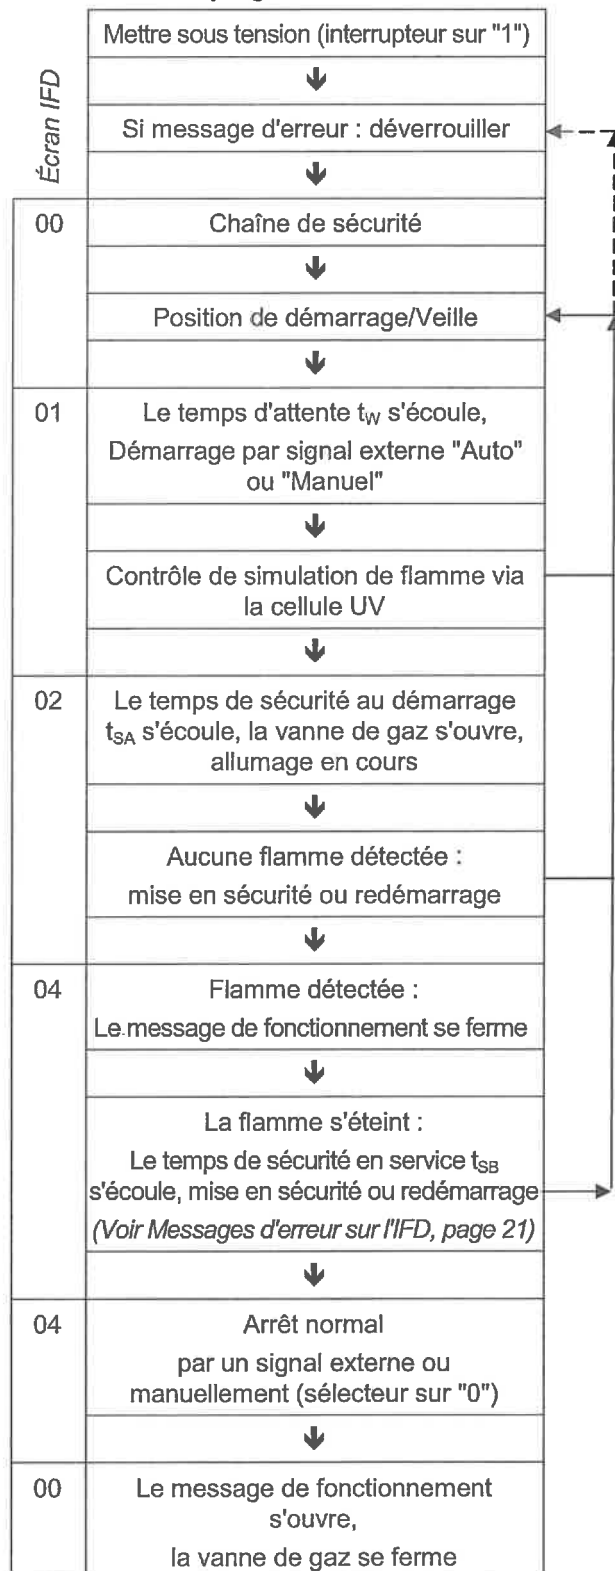 Écran IFD
Mettre sous tension (interrupteur sur "1")
Si message d'erreur : déverrouiller
00
Chaîne de sécurité
Position de démarrage/Veille
01
Le temps d'attente tW s'écoule,
Démarrage par signal externe "Auto"
ou "Manuel"
Contrôle de simulation de flamme via
la cellule UV
02
Le temps de sécurité au démarrage
tSA s'écoule, la vanne de gaz s'ouvre,
allumage en cours
Aucune flamme détectée :
mise en sécurité ou redémarrage
04
Flamme détectée :
Le message de fonctionnement se ferme
La flamme s'éteint :
Le temps de sécurité en service tSB
s'écoule, mise en sécurité ou redémarrage
(Voir Messages d'erreur sur l'IFD, page 21)
04
Arrêt normal
par un signal externe ou
manuellement (sélecteur sur "0")
00
Le message de fonctionnement
s'ouvre,
la vanne de gaz se ferme